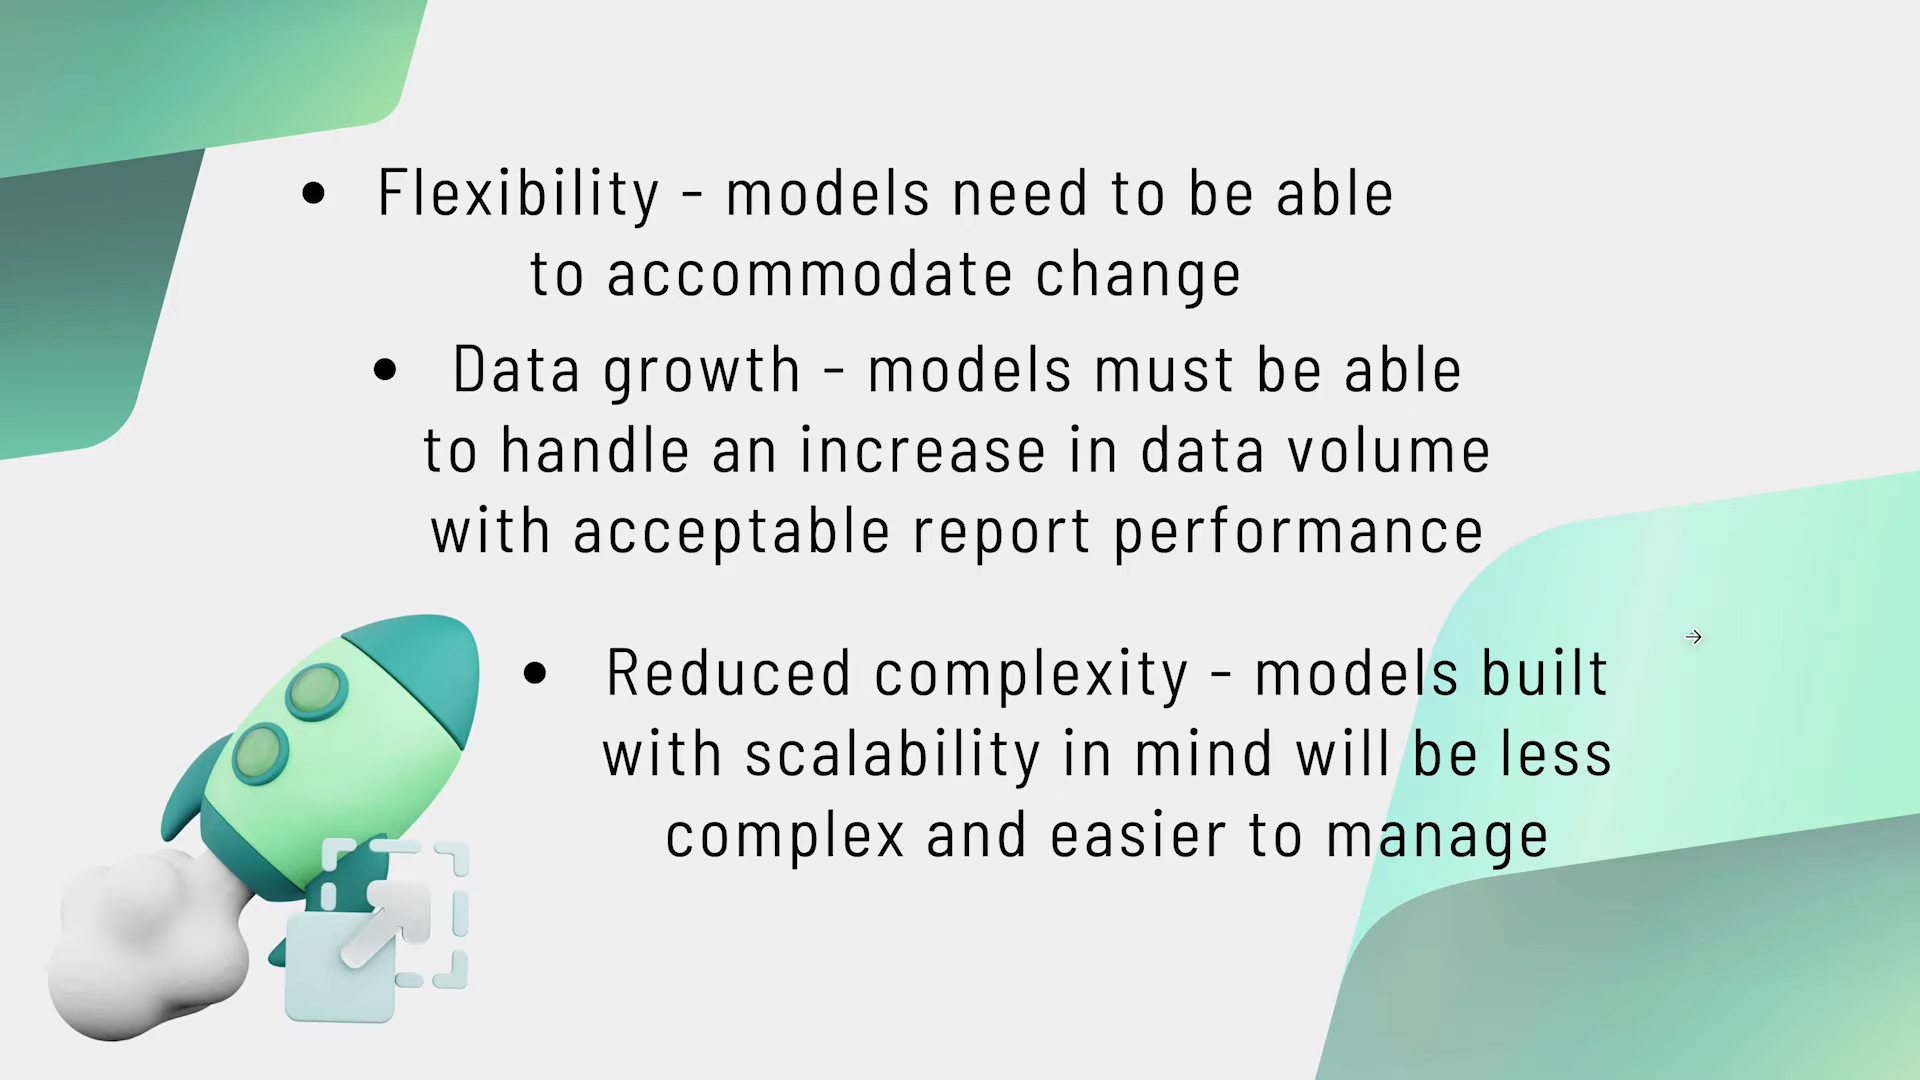 • Flexibility - models need to be able
to accommodate change
• Data growth - models must be able
to handle an increase in data volume
with acceptable report performance
• Reduced complexity - models built
with scalability in mind will be less
complex and easier to manage